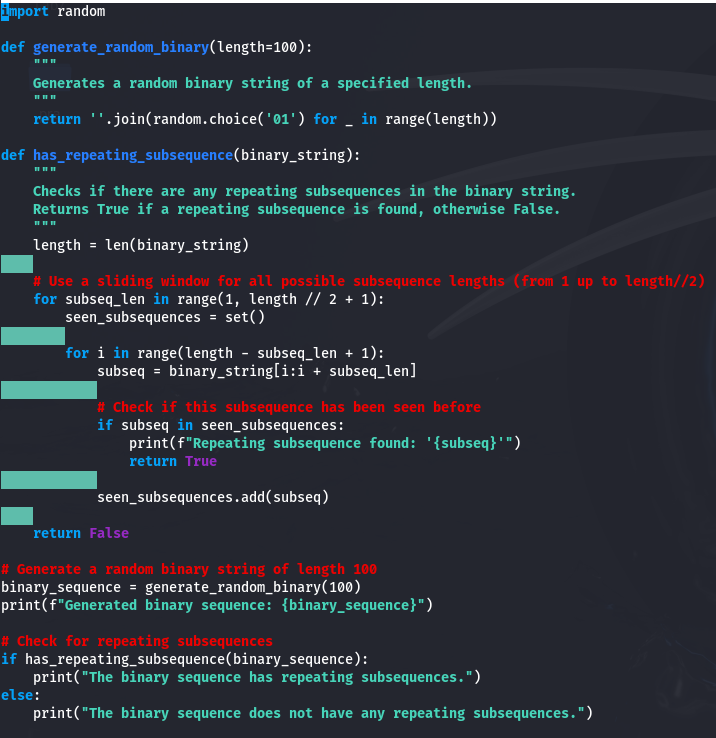 import random
def generate_random_binary(length=100):
    """
    Generates a random binary string of a specified length.
    """
    return ''.join(random.choice('01') for _ in range(length))
def has_repeating_subsequence(binary_string):
    """
    Checks if there are any repeating subsequences in the binary string.
    Returns True if a repeating subsequence is found, otherwise False.
    """
    length = len(binary_string)
    # Use a sliding window for all possible subsequence lengths (from 1 up to length//2)
    for subseq_len in range(1, length // 2 + 1):
        seen_subsequences = set()
        for i in range(length - subseq_len + 1):
            subseq = binary_string[i:i + subseq_len]
            # Check if this subsequence has been seen before
            if subseq in seen_subsequences:
                print(f"Repeating subsequence found: '{subseq}'")
                return True
            seen_subsequences.add(subseq)
    return False
# Generate a random binary string of length 100
binary_sequence = generate_random_binary(100)
print(f"Generated binary sequence: {binary_sequence}")
# Check for repeating subsequences
if has_repeating_subsequence(binary_sequence):
    print("The binary sequence has repeating subsequences.")
else:
    print("The binary sequence does not have any repeating subsequences.")